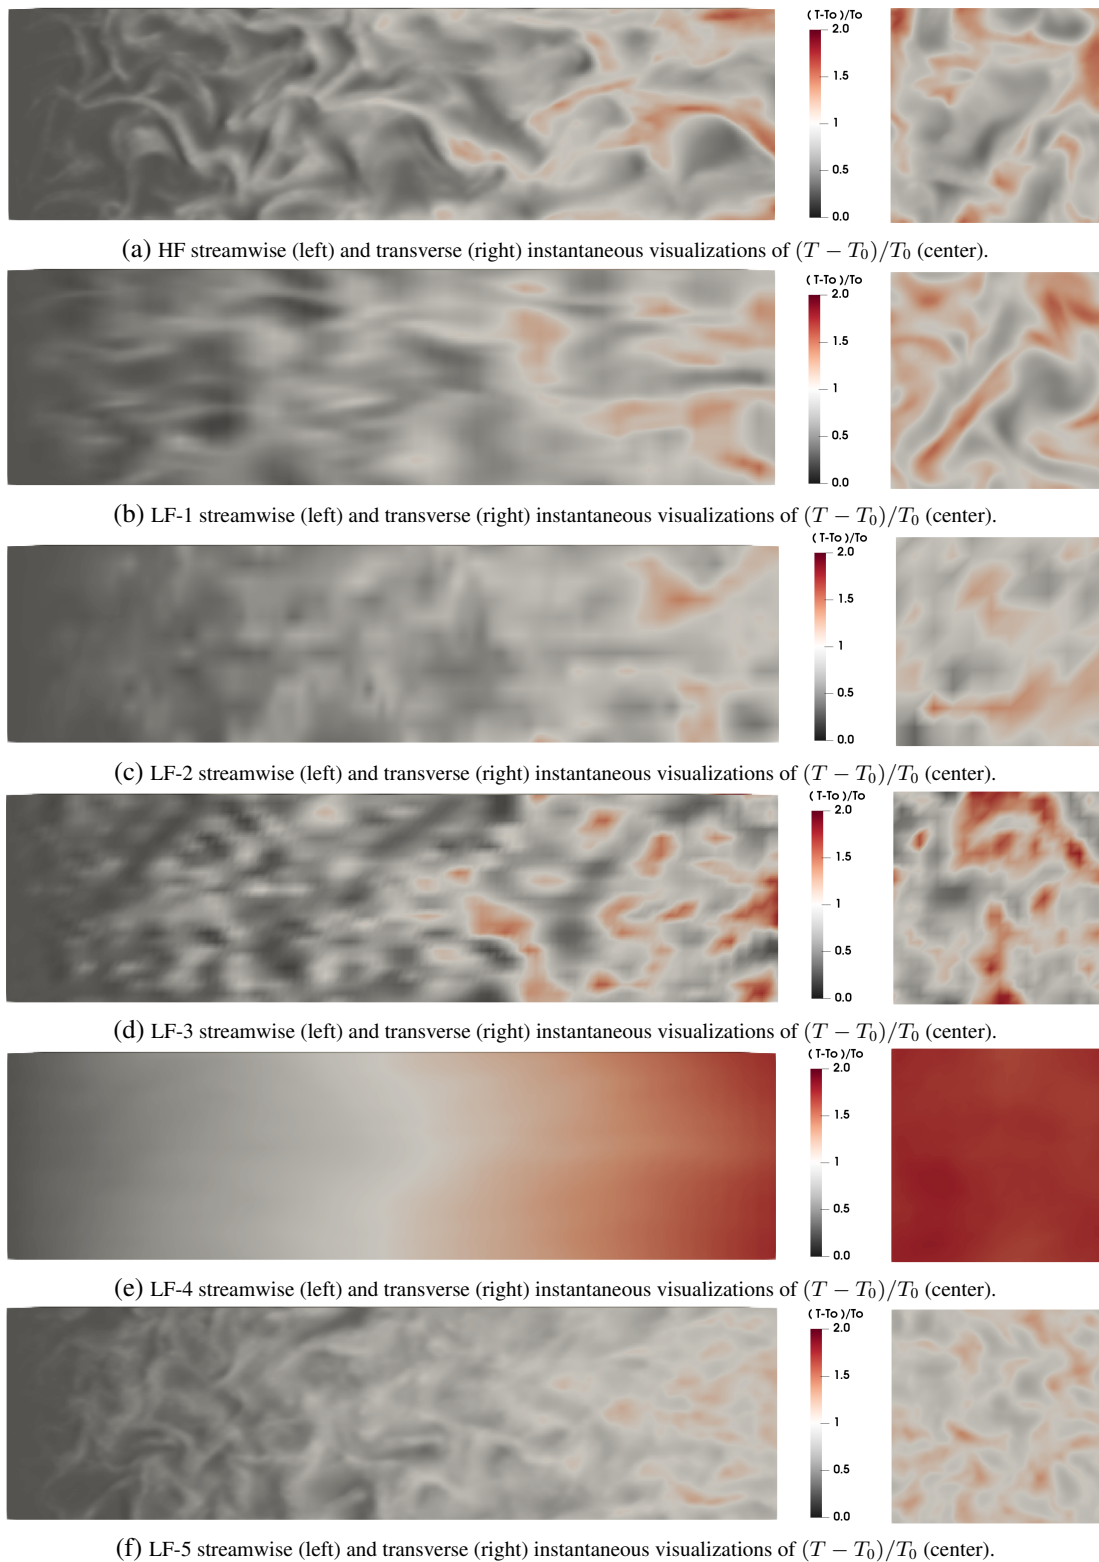 (T-To)/To
2.0
1.5
1
0.5
0.0
(a) HF streamwise (left) and transverse (right) instantaneous visualizations of (T − T₀)/T₀ (center).
(T-To)/To
2.0
1.5
1
0.5
0.0
(b) LF-1 streamwise (left) and transverse (right) instantaneous visualizations of (T − T₀)/T₀ (center).
(T-To)/To
2.0
1.5
1
0.5
0.0
(c) LF-2 streamwise (left) and transverse (right) instantaneous visualizations of (T − T₀)/T₀ (center).
(T-To)/To
2.0
1.5
1
0.5
0.0
(d) LF-3 streamwise (left) and transverse (right) instantaneous visualizations of (T − T₀)/T₀ (center).
(T-To)/To
2.0
1.5
1
0.5
0.0
(e) LF-4 streamwise (left) and transverse (right) instantaneous visualizations of (T − T₀)/T₀ (center).
(T-To)/To
2.0
1.5
1
0.5
0.0
(f) LF-5 streamwise (left) and transverse (right) instantaneous visualizations of (T − T₀)/T₀ (center).